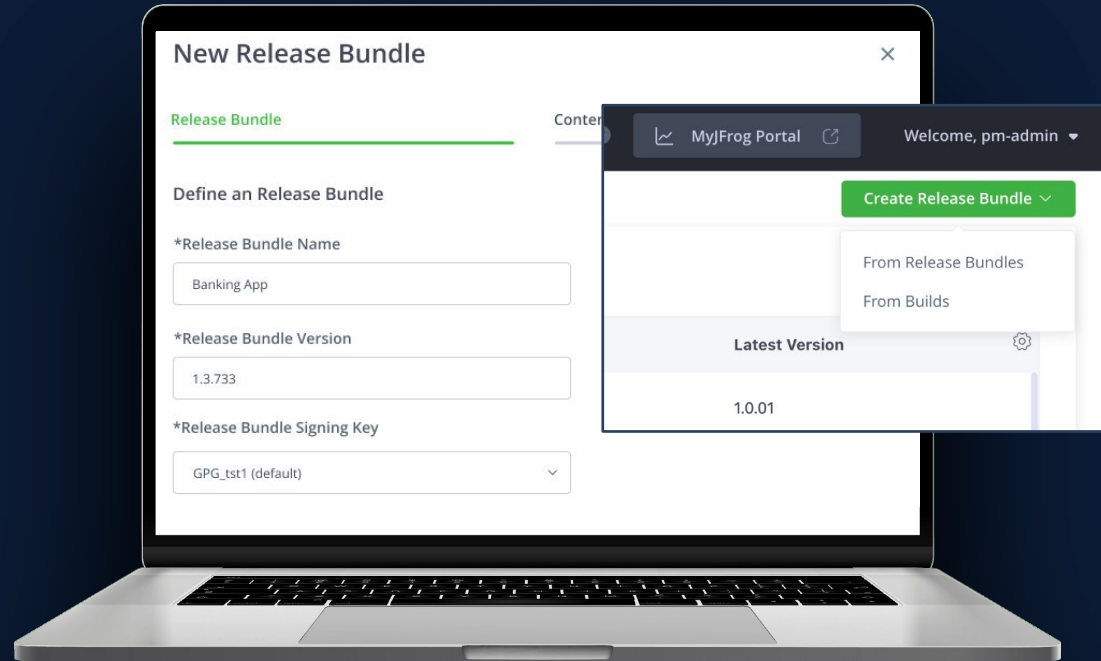 New Release Bundle
Release Bundle
Conten
MyJFrog Portal
Welcome, pm-admin
Create Release Bundle
From Release Bundles
From Builds
Define an Release Bundle
*Release Bundle Name
Banking App
*Release Bundle Version
Latest Version
1.3.733
1.0.01
*Release Bundle Signing Key
GPG_tst1 (default)